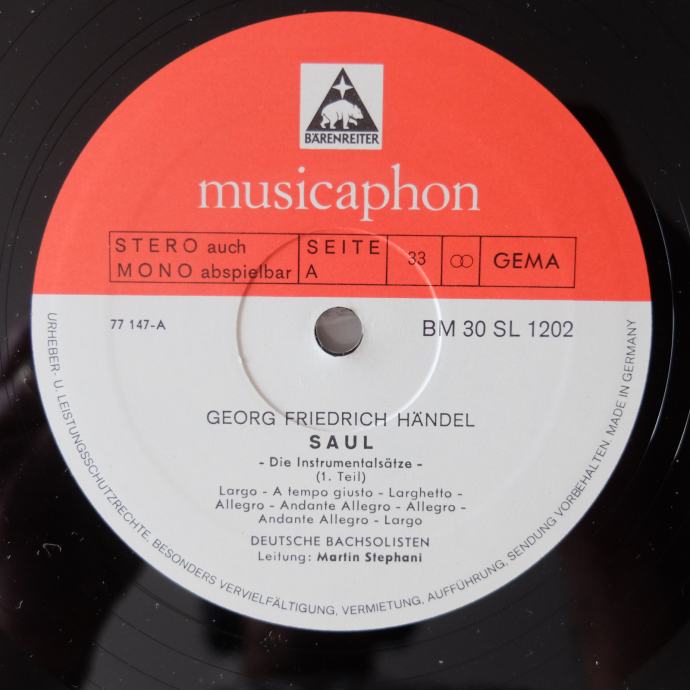 BÄRENREITER
musicaphon
STERO auch
MONO abspielbar
SEITE
A
33
GEMA
77 147-A
BM 30 SL 1202
GEORG FRIEDRICH HÄNDEL
SAUL
- Die Instrumentalsätze -
(1. Teil)
Largo - A tempo giusto - Larghetto -
Allegro - Andante Allegro - Allegro -
Andante Allegro - Largo
DEUTSCHE BACHSOLISTEN
Leitung: Martin Stephani
URHEBER- U. LEISTUNGSSCHUTZRECHTE, BESONDERS VERVIELFÄLTIGUNG, VERMIETUNG, AUFFÜHRUNG, SENDUNG VORBEHALTEN. MADE IN GERMANY